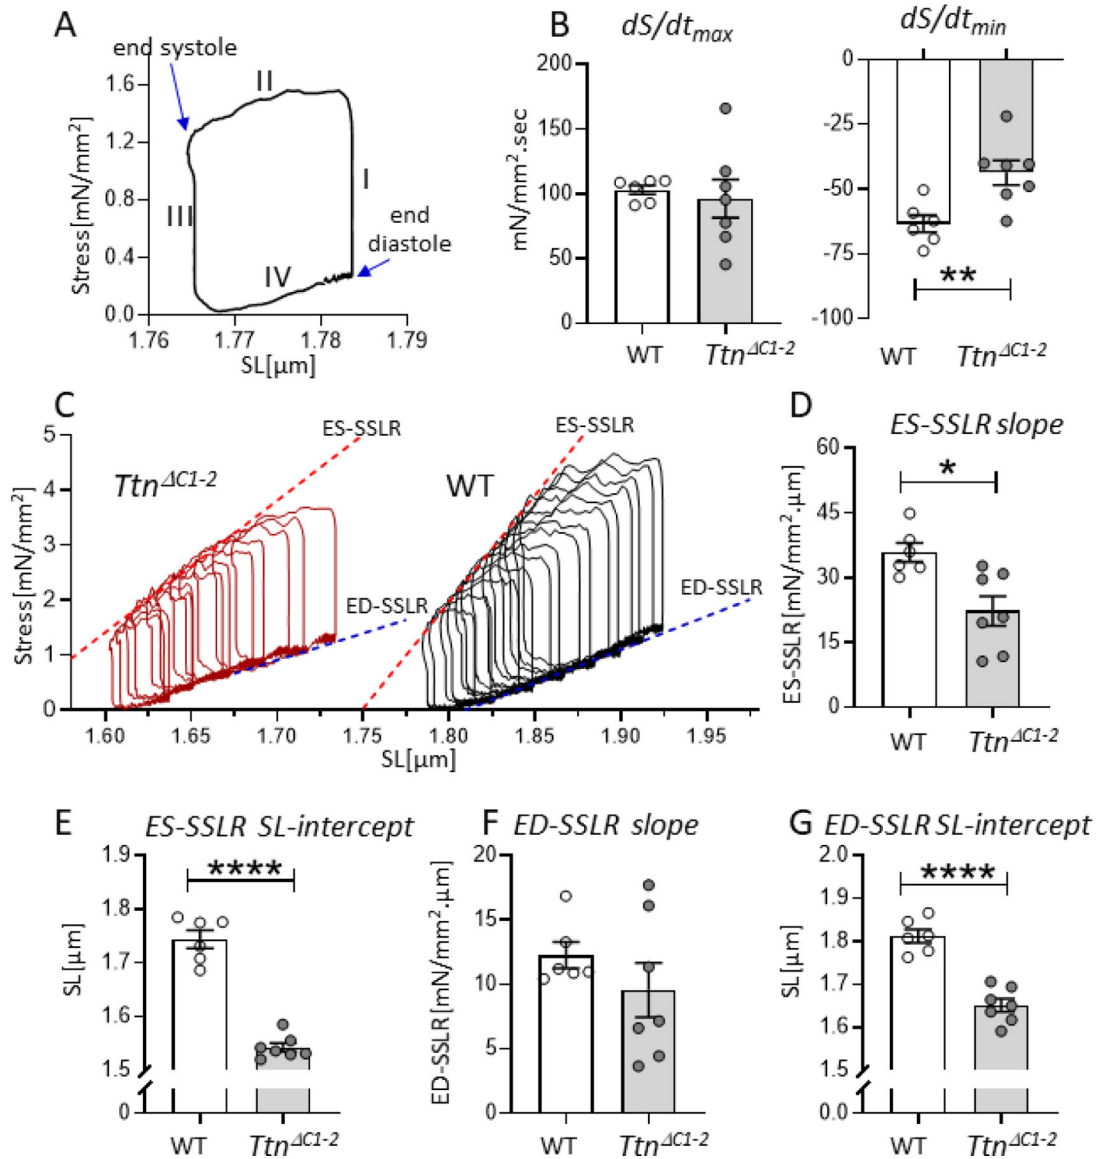 A
end systole
II
1.6
1.2
0.8
0.4
0.0
Stress[mN/mm²]
I
III
IV
end
diastole
1.76
1.77
1.78
1.79
SL[µm]
B
dS/dtmax
200
150
100
50
0
mN/mm².sec
WT
TtnΔC1-2
dS/dtmin
0
-25
-50
-75
-100
**
WT
TtnΔC1-2
C
ES-SSLR
ES-SSLR
TtnΔC1-2
WT
ED-SSLR
ED-SSLR
5
4
3
2
1
0
Stress[mN/mm²]
1.60
1.65
1.70
1.75
1.80
1.85
1.90
1.95
SL[µm]
D
ES-SSLR slope
60
45
30
15
0
ES-SSLR[mN/mm².µm]
*
WT
TtnΔC1-2
E
ES-SSLR SL-intercept
1.9
1.8
1.7
1.6
1.5
0
SL[µm]
****
WT
TtnΔC1-2
F
ED-SSLR slope
20
15
10
5
0
ED-SSLR[mN/mm².µm]
WT
TtnΔC1-2
G
ED-SSLR SL-intercept
2.0
1.9
1.8
1.7
1.6
1.5
0.0
SL[µm]
****
WT
TtnΔC1-2